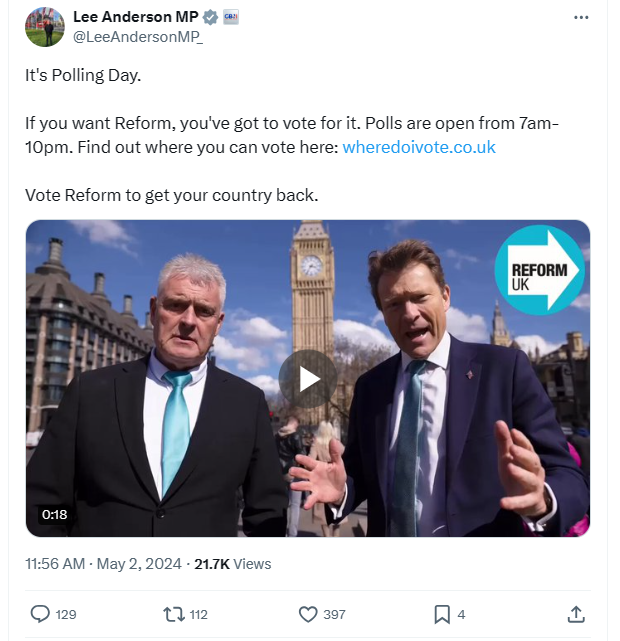 Lee Anderson MP GBN
@LeeAndersonMP_
It's Polling Day.
If you want Reform, you've got to vote for it. Polls are open from 7am-
10pm. Find out where you can vote here: wheredoivote.co.uk
Vote Reform to get your country back.
REFORM
UK
0:18
11:56 AM · May 2, 2024 · 21.7K Views
129 112 397 4